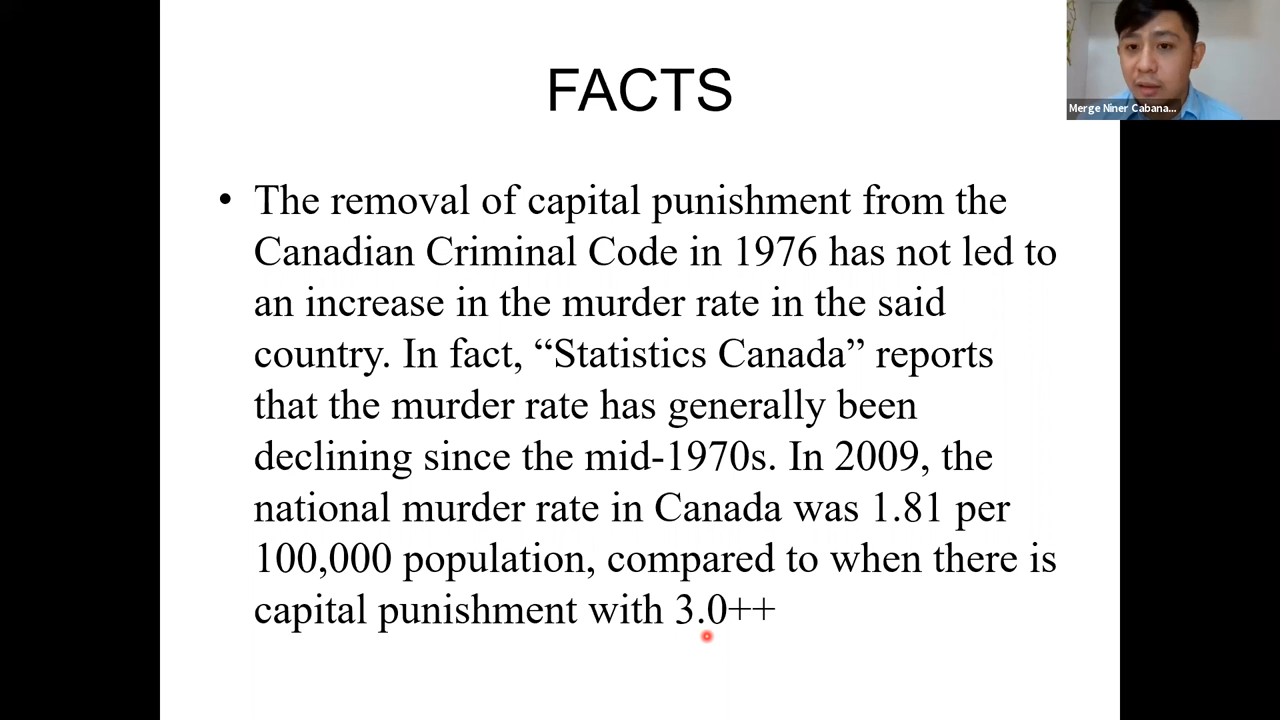 FACTS
Merge Niner Cabana...
• The removal of capital punishment from the
Canadian Criminal Code in 1976 has not led to
an increase in the murder rate in the said
country. In fact, “Statistics Canada” reports
that the murder rate has generally been
declining since the mid-1970s. In 2009, the
national murder rate in Canada was 1.81 per
100,000 population, compared to when there is
capital punishment with 3.0++